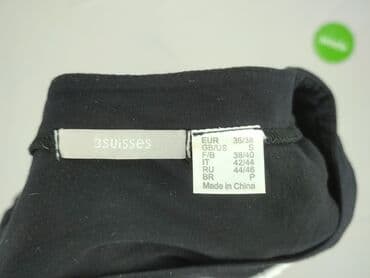 3suisses
EUR 36/38
GB/US S
F/B 38/40
IT 42/44
RU 44/46
BR P
Made in China